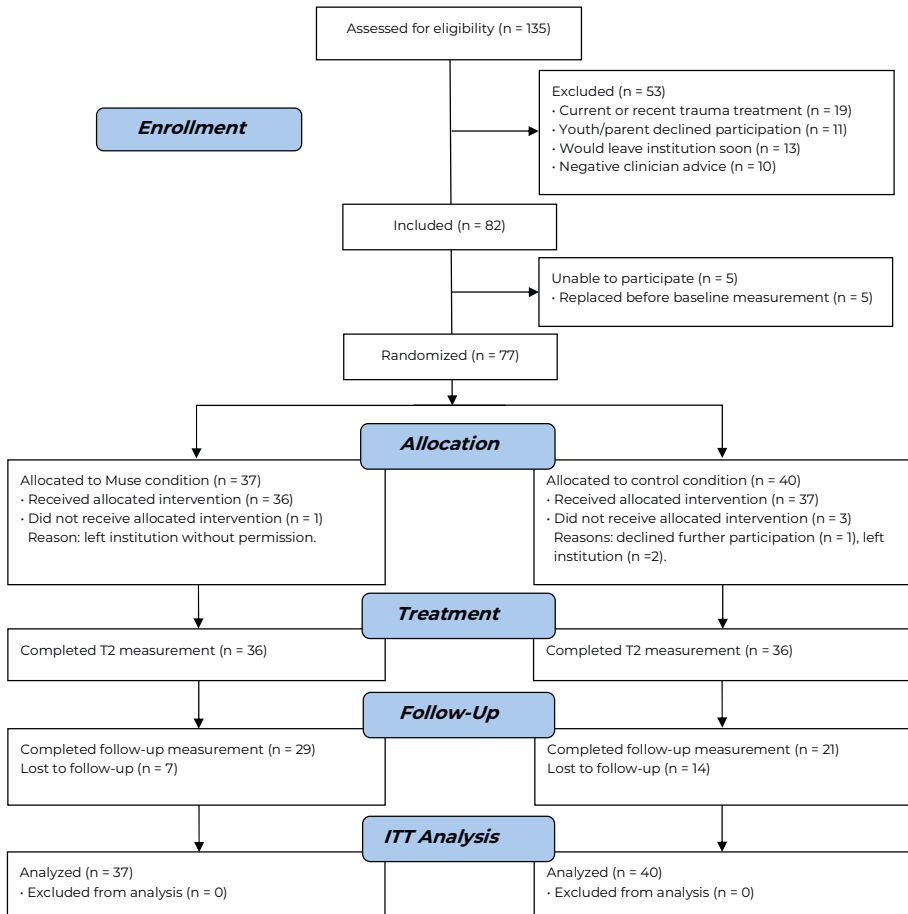 Assessed for eligibility (n = 135)
Excluded (n = 53)
• Current or recent trauma treatment (n = 19)
• Youth/parent declined participation (n = 11)
• Would leave institution soon (n = 13)
• Negative clinician advice (n = 10)
Enrollment
Included (n = 82)
Unable to participate (n = 5)
• Replaced before baseline measurement (n = 5)
Randomized (n = 77)
Allocation
Allocated to Muse condition (n = 37)
• Received allocated intervention (n = 36)
• Did not receive allocated intervention (n = 1)
Reason: left institution without permission.
Allocated to control condition (n = 40)
• Received allocated intervention (n = 37)
• Did not receive allocated intervention (n = 3)
Reasons: declined further participation (n = 1), left
institution (n =2).
Treatment
Completed T2 measurement (n = 36)
Completed T2 measurement (n = 36)
Follow-Up
Completed follow-up measurement (n = 29)
Lost to follow-up (n = 7)
Completed follow-up measurement (n = 21)
Lost to follow-up (n = 14)
ITT Analysis
Analyzed (n = 37)
• Excluded from analysis (n = 0)
Analyzed (n = 40)
• Excluded from analysis (n = 0)